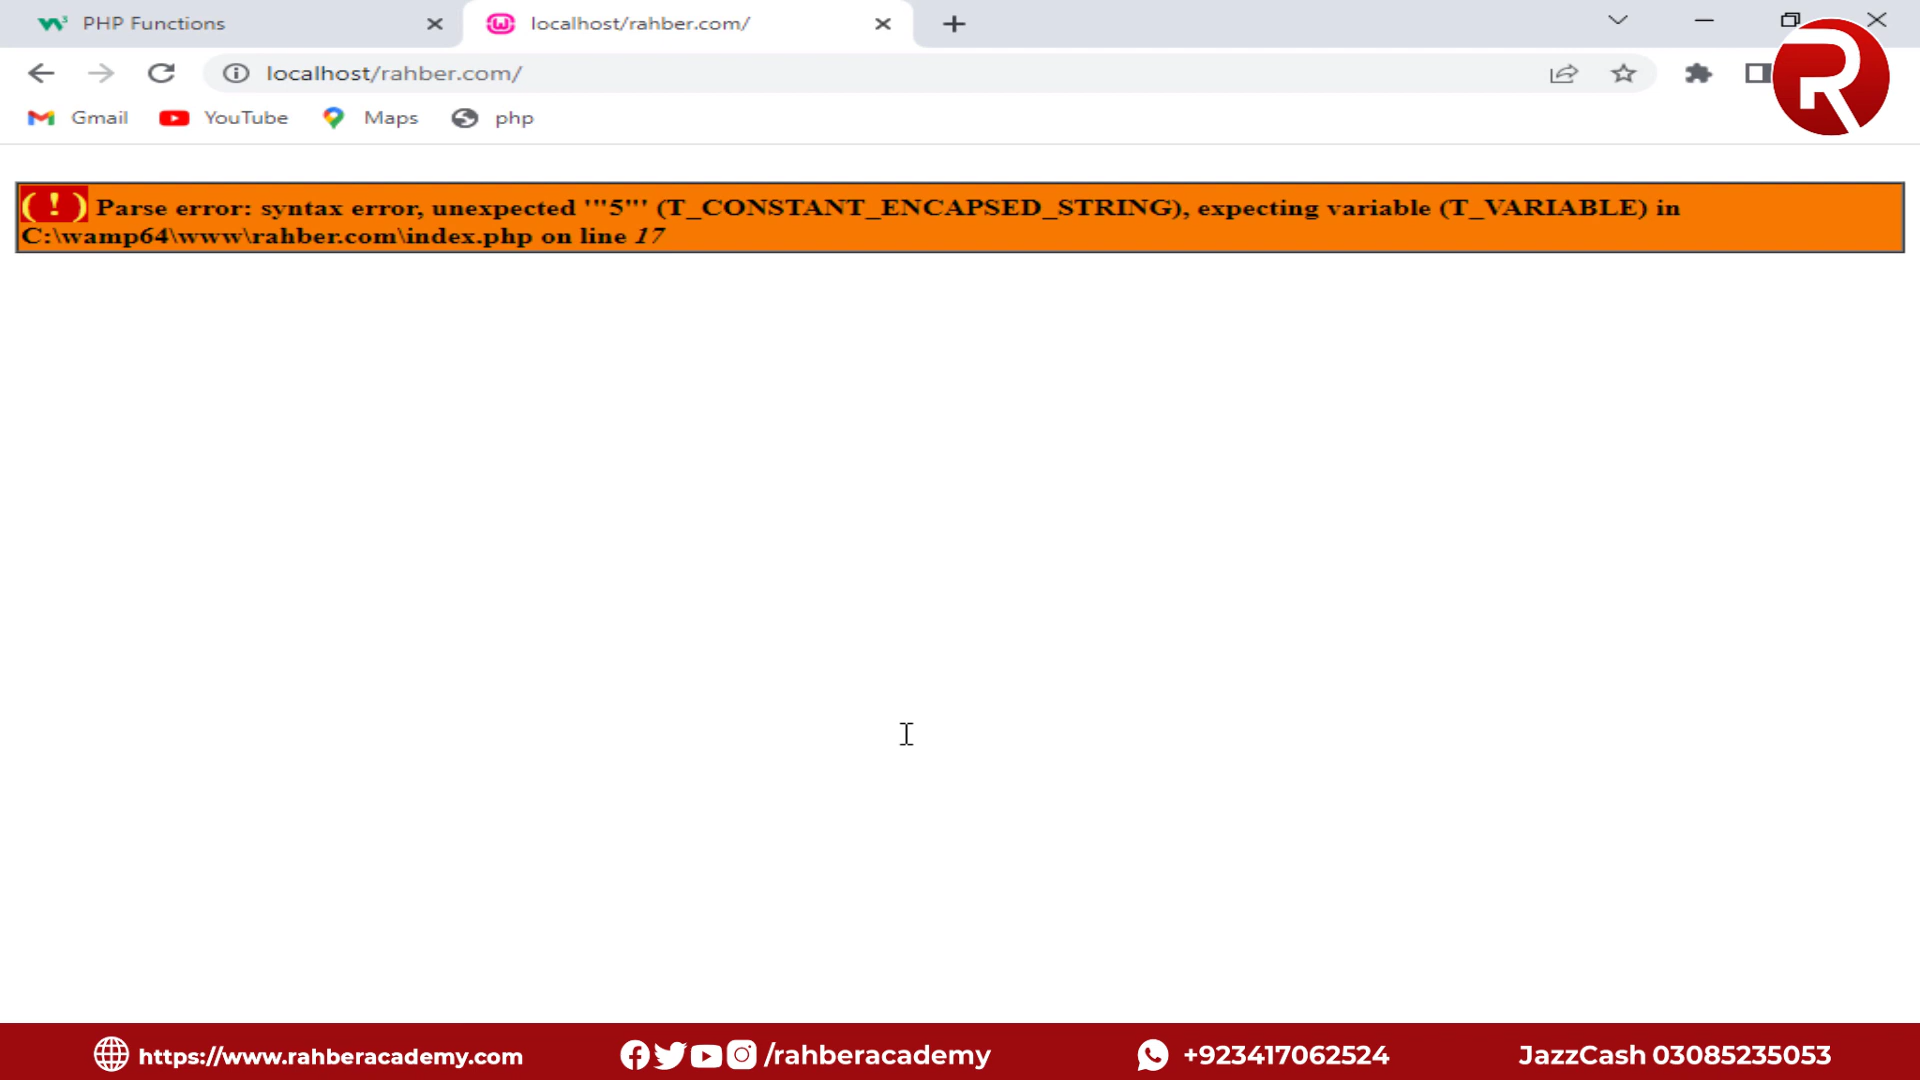 PHP Functions
localhost/rahber.com/
localhost/rahber.com/
Gmail YouTube Maps php
( ! ) Parse error: syntax error, unexpected '"5"' (T_CONSTANT_ENCAPSED_STRING), expecting variable (T_VARIABLE) in
C:\wamp64\www\rahber.com\index.php on line 17
https://www.rahberacademy.com /rahberacademy +923417062524 JazzCash 03085235053